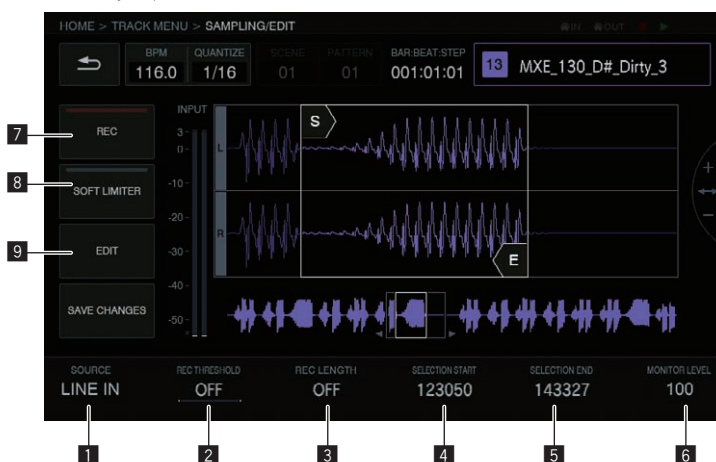 HOME > TRACK MENU > SAMPLING/EDIT
IN OUT
BPM
116.0
QUANTIZE
1/16
SCENE
01
PATTERN
01
BAR:BEAT:STEP
001:01:01
13
MXE_130_D#_Dirty_3
7
REC
8
SOFT LIMITER
9
EDIT
SAVE CHANGES
INPUT
3-
0-
-10-
-20-
-30-
-40-
-50-
L
R
S
E
+
-
SOURCE
LINE IN
REC THRESHOLD
OFF
REC LENGTH
OFF
SELECTION START
123050
SELECTION END
143327
MONITOR LEVEL
100
1
2
3
4
5
6